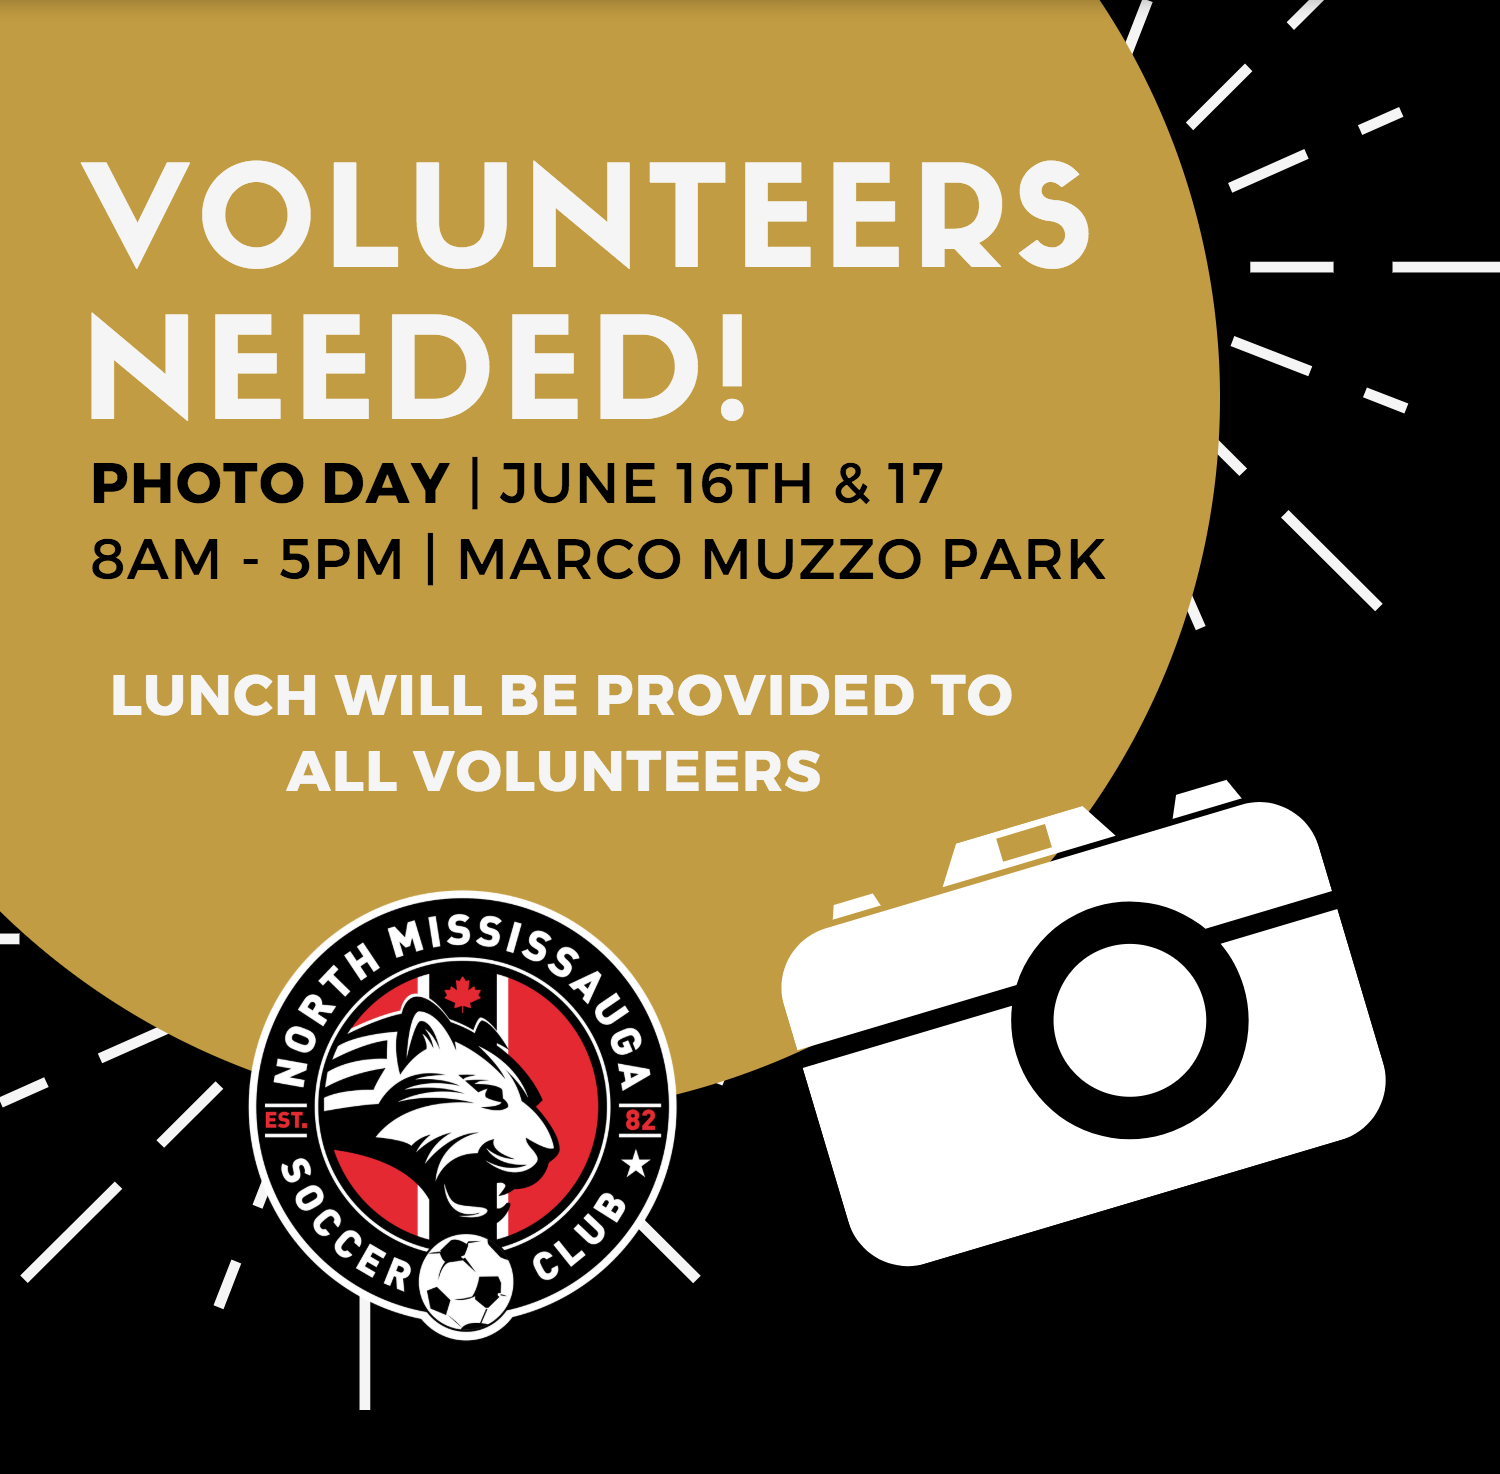 VOLUNTEERS
NEEDED!
PHOTO DAY | JUNE 16TH & 17
8AM - 5PM | MARCO MUZZO PARK
LUNCH WILL BE PROVIDED TO
ALL VOLUNTEERS
NORTH MISSISSAUGA
EST. 82
SOCCER CLUB